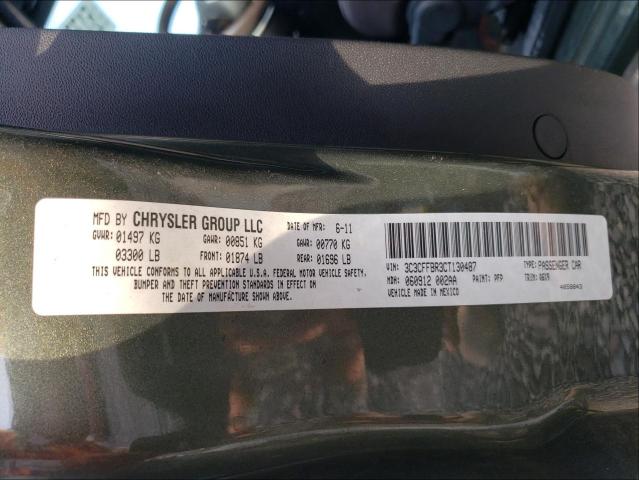 MFD BY CHRYSLER GROUP LLC DATE OF MFR: 6-11
GVWR: 01497 KG GAWR: 00851 KG GAWR: 00770 KG
03300 LB FRONT: 01874 LB REAR: 01696 LB
THIS VEHICLE CONFORMS TO ALL APPLICABLE U.S.A. FEDERAL MOTOR VEHICLE SAFETY,
BUMPER AND THEFT PREVENTION STANDARDS IN EFFECT ON
THE DATE OF MANUFACTURE SHOWN ABOVE.
VIN: 3C3CFFBR3CT130487 TYPE: PASSENGER CAR
MDH: 060912 002AA PAINT: PFP TRIM:
VEHICLE MADE IN MEXICO